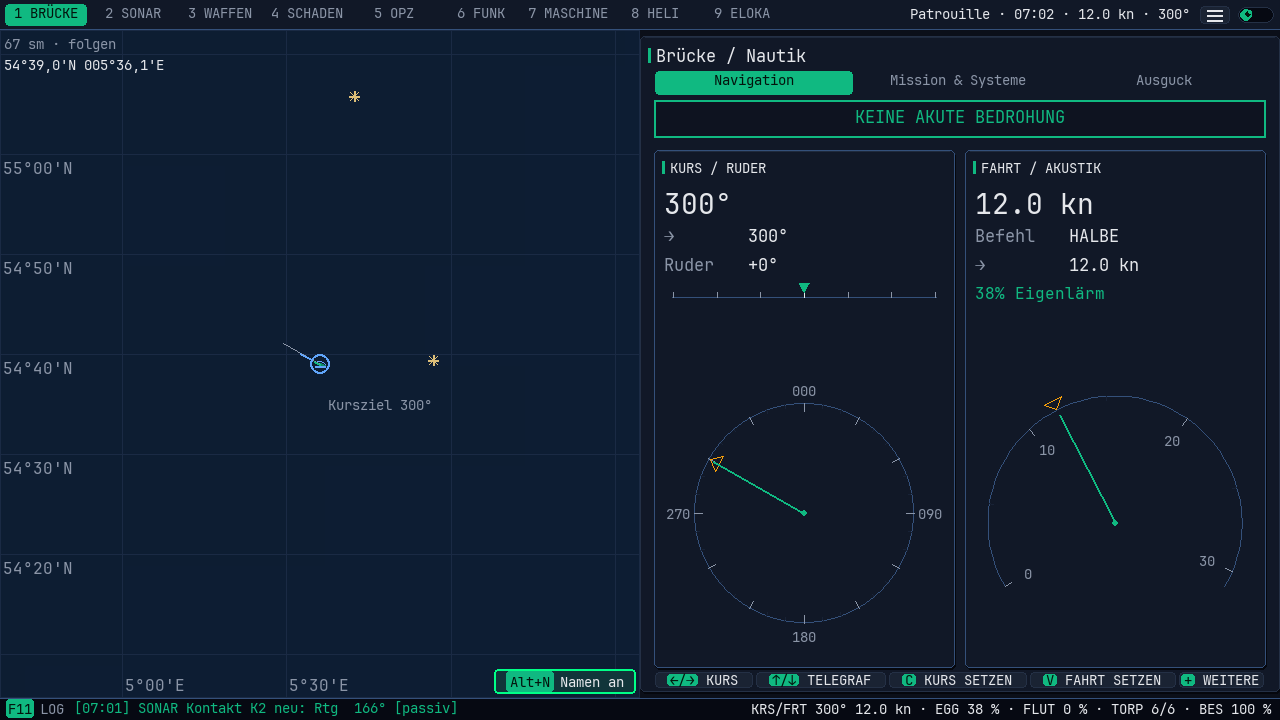 1 BRÜCKE 2 SONAR 3 WAFFEN 4 SCHADEN 5 OPZ 6 FUNK 7 MASCHINE 8 HELI 9 ELOKA Patrouille · 07:02 · 12.0 kn · 300°
67 sm · folgen
54°39,0'N 005°36,1'E
55°00'N
54°50'N
54°40'N
Kursziel 300°
54°30'N
54°20'N
5°00'E 5°30'E
Alt+N Namen an
Brücke / Nautik
Navigation Mission & Systeme Ausguck
KEINE AKUTE BEDROHUNG
KURS / RUDER
300°
→ 300°
Ruder +0°
000
270 090
180
FAHRT / AKUSTIK
12.0 kn
Befehl HALBE
→ 12.0 kn
38% Eigenlärm
10 20
0 30
←/→ KURS ↑/↓ TELEGRAF C KURS SETZEN V FAHRT SETZEN + WEITERE
F11 LOG [07:01] SONAR Kontakt K2 neu: Rtg 166° [passiv] KRS/FRT 300° 12.0 kn · EGG 38 % · FLUT 0 % · TORP 6/6 · BES 100 %